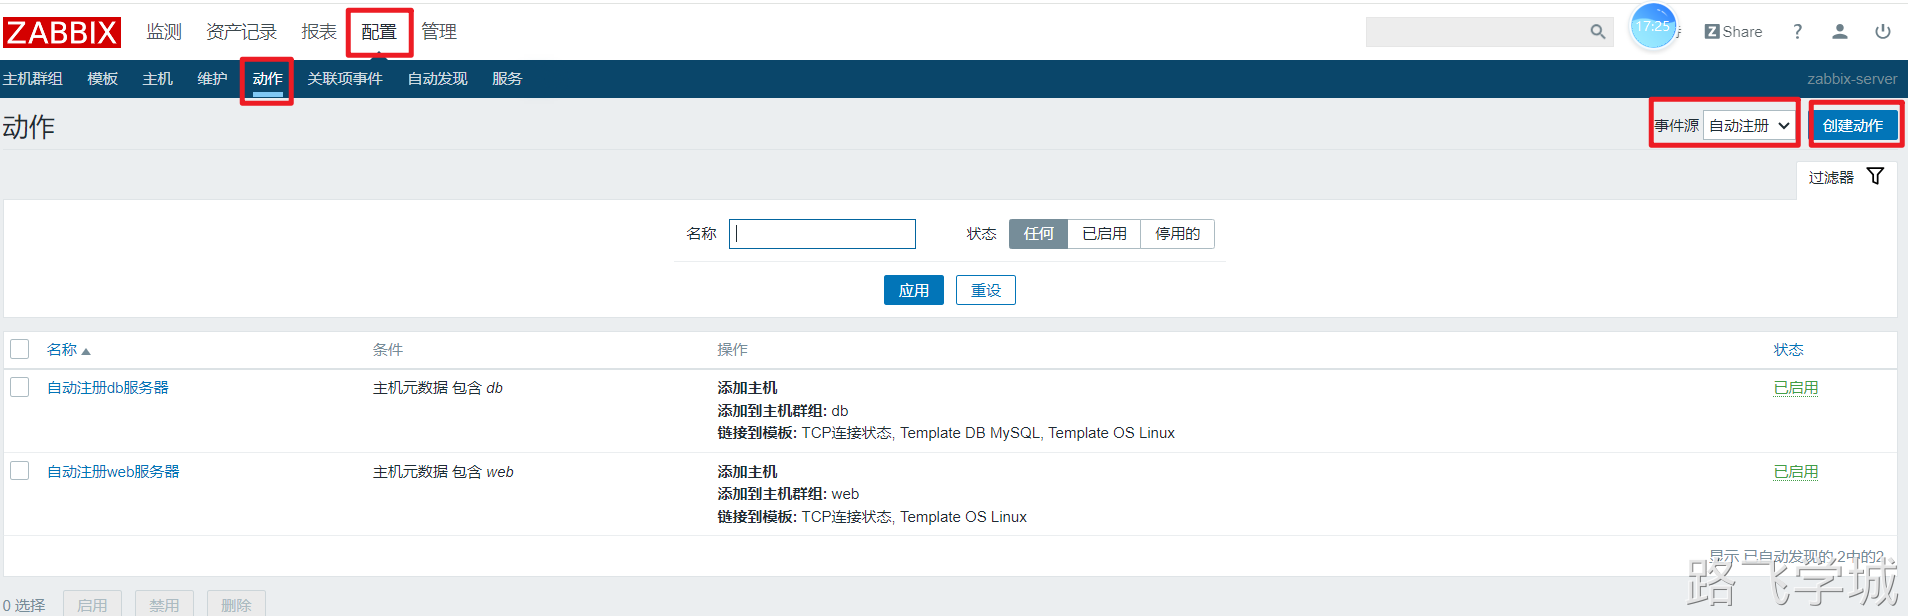 ZABBIX 监测 资产记录 报表 配置 管理 17:25 Share ?
主机群组 模板 主机 维护 动作 关联项事件 自动发现 服务 zabbix-server
动作 事件源 自动注册 创建动作
过滤器
名称 状态 任何 已启用 停用的
应用 重设
名称 条件 操作 状态
自动注册db服务器 主机元数据 包含 db 添加主机 已启用
添加到主机群组: db
链接到模板: TCP连接状态, Template DB MySQL, Template OS Linux
自动注册web服务器 主机元数据 包含 web 添加主机 已启用
添加到主机群组: web
链接到模板: TCP连接状态, Template OS Linux
显示 已自动发现的 2中的2
路飞学城
0 选择 启用 禁用 删除